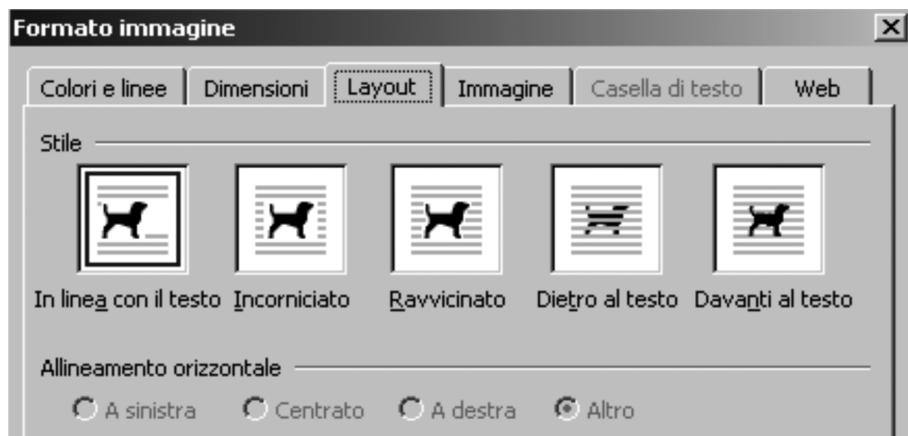 Formato immagine
Colori e linee Dimensioni Layout Immagine Casella di testo Web
Stile
In linea con il testo Incorniciato Ravvicinato Dietro al testo Davanti al testo
Allineamento orizzontale
A sinistra Centrato A destra Altro